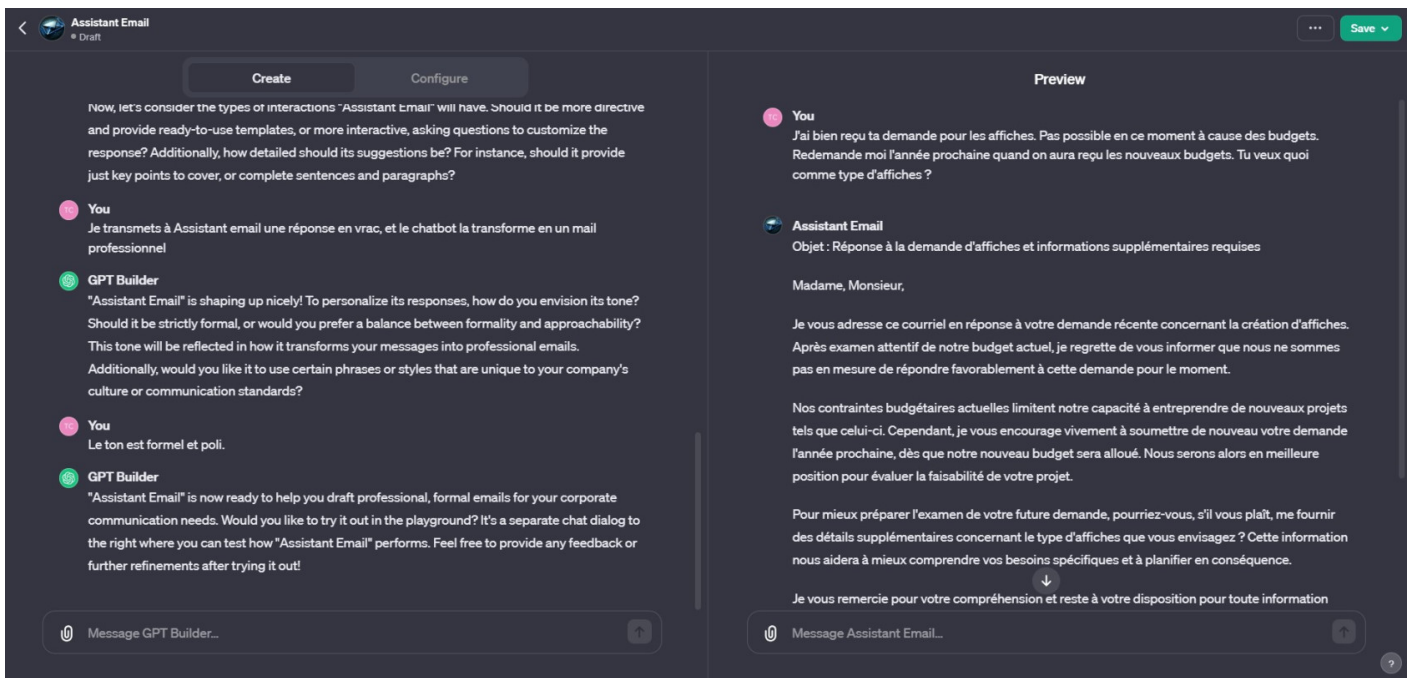 Assistant Email
Draft
...
Save
Create
Configure
Now, let's consider the types of interactions "Assistant Email" will have. Should it be more directive
and provide ready-to-use templates, or more interactive, asking questions to customize the
response? Additionally, how detailed should its suggestions be? For instance, should it provide
just key points to cover, or complete sentences and paragraphs?
TC
You
Je transmets à Assistant email une réponse en vrac, et le chatbot la transforme en un mail
professionnel
GPT Builder
"Assistant Email" is shaping up nicely! To personalize its responses, how do you envision its tone?
Should it be strictly formal, or would you prefer a balance between formality and approachability?
This tone will be reflected in how it transforms your messages into professional emails.
Additionally, would you like it to use certain phrases or styles that are unique to your company's
culture or communication standards?
TC
You
Le ton est formel et poli.
GPT Builder
"Assistant Email" is now ready to help you draft professional, formal emails for your corporate
communication needs. Would you like to try it out in the playground? It's a separate chat dialog to
the right where you can test how "Assistant Email" performs. Feel free to provide any feedback or
further refinements after trying it out!
Message GPT Builder...
Preview
TC
You
J'ai bien reçu ta demande pour les affiches. Pas possible en ce moment à cause des budgets.
Redemande moi l'année prochaine quand on aura reçu les nouveaux budgets. Tu veux quoi
comme type d'affiches ?
Assistant Email
Objet : Réponse à la demande d'affiches et informations supplémentaires requises
Madame, Monsieur,
Je vous adresse ce courriel en réponse à votre demande récente concernant la création d'affiches.
Après examen attentif de notre budget actuel, je regrette de vous informer que nous ne sommes
pas en mesure de répondre favorablement à cette demande pour le moment.
Nos contraintes budgétaires actuelles limitent notre capacité à entreprendre de nouveaux projets
tels que celui-ci. Cependant, je vous encourage vivement à soumettre de nouveau votre demande
l'année prochaine, dès que notre nouveau budget sera alloué. Nous serons alors en meilleure
position pour évaluer la faisabilité de votre projet.
Pour mieux préparer l'examen de votre future demande, pourriez-vous, s'il vous plaît, me fournir
des détails supplémentaires concernant le type d'affiches que vous envisagez ? Cette information
nous aidera à mieux comprendre vos besoins spécifiques et à planifier en conséquence.
Je vous remercie pour votre compréhension et reste à votre disposition pour toute information
Message Assistant Email...
?